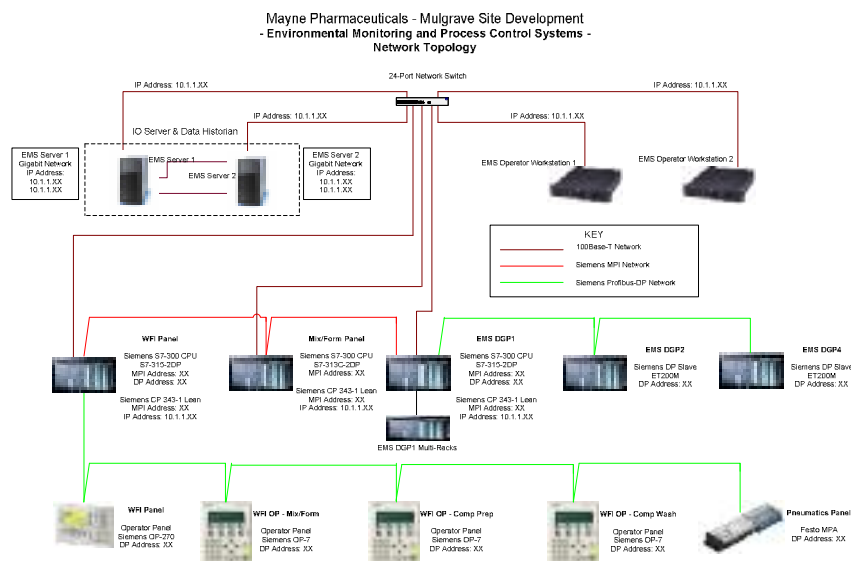 Mayne Pharmaceuticals - Mulgrave Site Development
- Environmental Monitoring and Process Control Systems -
Network Topology
24-Port Network Switch
IP Address: 10.1.1.XX
IP Address: 10.1.1.XX
IP Address: 10.1.1.XX
IP Address: 10.1.1.XX
IO Server & Data Historian
EMS Server 1
Gigabit Network
IP Address:
10.1.1.XX
10.1.1.XX
EMS Server 1
EMS Server 2
EMS Server 2
Gigabit Network
IP Address:
10.1.1.XX
10.1.1.XX
EMS Operator Workstation 1
EMS Operator Workstation 2
KEY
100Base-T Network
Siemens MPI Network
Siemens Profibus-DP Network
WFI Panel
Siemens S7-300 CPU
S7-315-2DP
MPI Address: XX
DP Address: XX
Siemens CP 343-1 Lean
MPI Address: XX
IP Address: 10.1.1.XX
Mix/Form Panel
Siemens S7-300 CPU
S7-313C-2DP
MPI Address: XX
Siemens CP 343-1 Lean
MPI Address: XX
IP Address: 10.1.1.XX
EMS DGP1
Siemens S7-300 CPU
S7-315-2DP
MPI Address: XX
DP Address: XX
Siemens CP 343-1 Lean
MPI Address: XX
IP Address: 10.1.1.XX
EMS DGP1 Multi-Racks
EMS DGP2
Siemens DP Slave
ET200M
DP Address: XX
EMS DGP4
Siemens DP Slave
ET200M
DP Address: XX
WFI Panel
Operator Panel
Siemens OP-270
DP Address: XX
WFI OP - Mix/Form
Operator Panel
Siemens OP-7
DP Address: XX
WFI OP - Comp Prep
Operator Panel
Siemens OP-7
DP Address: XX
WFI OP - Comp Wash
Operator Panel
Siemens OP-7
DP Address: XX
Pneumatics Panel
Festo MPA
DP Address: XX